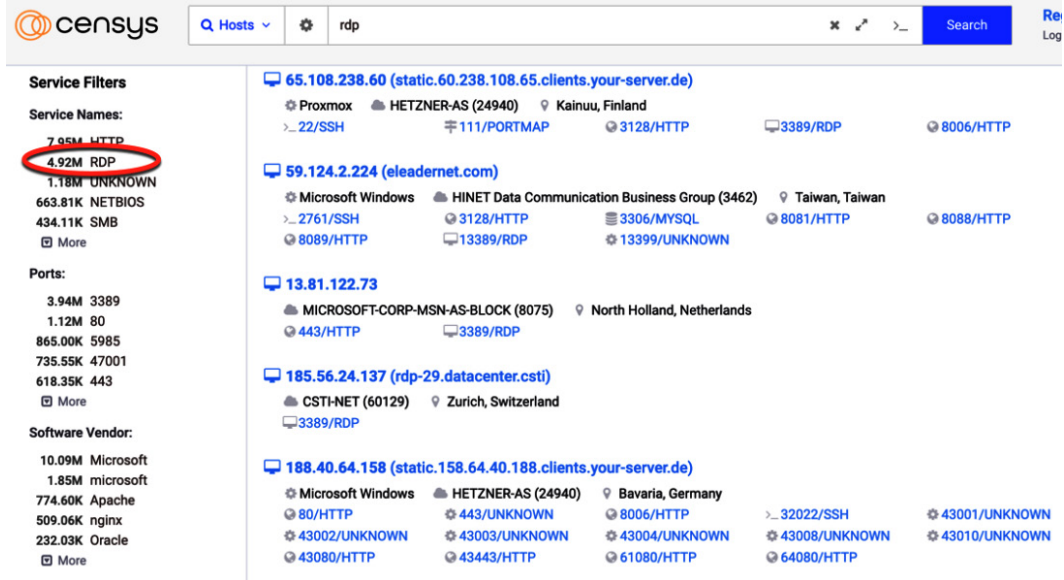 censys
Hosts
rdp
>_
Search
Reg
Log
Service Filters
Service Names:
7.95M HTTP
4.92M RDP
1.18M UNKNOWN
663.81K NETBIOS
434.11K SMB
More
Ports:
3.94M 3389
1.12M 80
865.00K 5985
735.55K 47001
618.35K 443
More
Software Vendor:
10.09M Microsoft
1.85M microsoft
774.60K Apache
509.06K nginx
232.03K Oracle
More
65.108.238.60 (static.60.238.108.65.clients.your-server.de)
Proxmox HETZNER-AS (24940) Kainuu, Finland
>_ 22/SSH 111/PORTMAP 3128/HTTP 3389/RDP 8006/HTTP
59.124.2.224 (eleadernet.com)
Microsoft Windows HINET Data Communication Business Group (3462) Taiwan, Taiwan
>_ 2761/SSH 3128/HTTP 3306/MYSQL 8081/HTTP 8088/HTTP
8089/HTTP 13389/RDP 13399/UNKNOWN
13.81.122.73
MICROSOFT-CORP-MSN-AS-BLOCK (8075) North Holland, Netherlands
443/HTTP 3389/RDP
185.56.24.137 (rdp-29.datacenter.csti)
CSTI-NET (60129) Zurich, Switzerland
3389/RDP
188.40.64.158 (static.158.64.40.188.clients.your-server.de)
Microsoft Windows HETZNER-AS (24940) Bavaria, Germany
80/HTTP 443/UNKNOWN 8006/HTTP >_ 32022/SSH 43001/UNKNOWN
43002/UNKNOWN 43003/UNKNOWN 43004/UNKNOWN 43008/UNKNOWN 43010/UNKNOWN
43080/HTTP 43443/HTTP 61080/HTTP 64080/HTTP